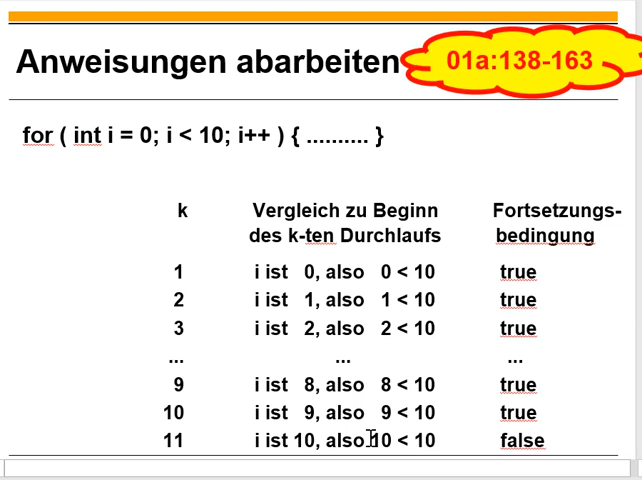 Anweisungen abarbeiten
01a:138-163
for ( int i = 0; i < 10; i++ ) { .......... }
k Vergleich zu Beginn Fortsetzungs-
des k-ten Durchlaufs bedingung
1 i ist 0, also 0 < 10 true
2 i ist 1, also 1 < 10 true
3 i ist 2, also 2 < 10 true
... ... ...
9 i ist 8, also 8 < 10 true
10 i ist 9, also 9 < 10 true
11 i ist 10, also 10 < 10 false